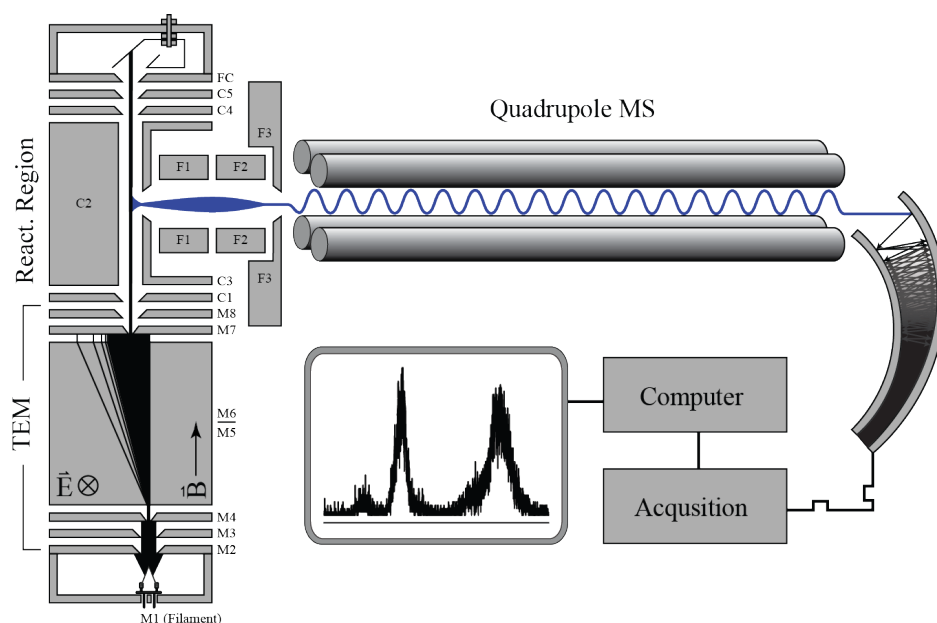 FC
C5
C4
Quadrupole MS
F3
F1
F2
React. Region
C2
F1
F2
C3
F3
C1
M8
M7
TEM
M6
M5
E⃗ ⊗
B⃗
M4
M3
M2
M1 (Filament)
Computer
Acqusition